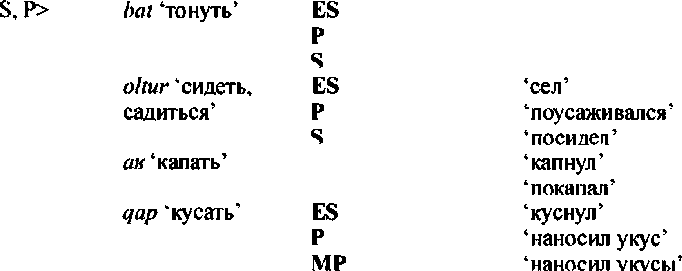 S, P> bat ‘тонуть’ ES
P
S
oltur ‘сидеть, ES ‘сел’
садиться’ P ‘поусаживался’
S ‘посидел’
ан ‘капать’ ‘капнул’
‘покапал’
qap ‘кусать’ ES ‘куснул’
P ‘наносил укус’
MP ‘наносил укусы’